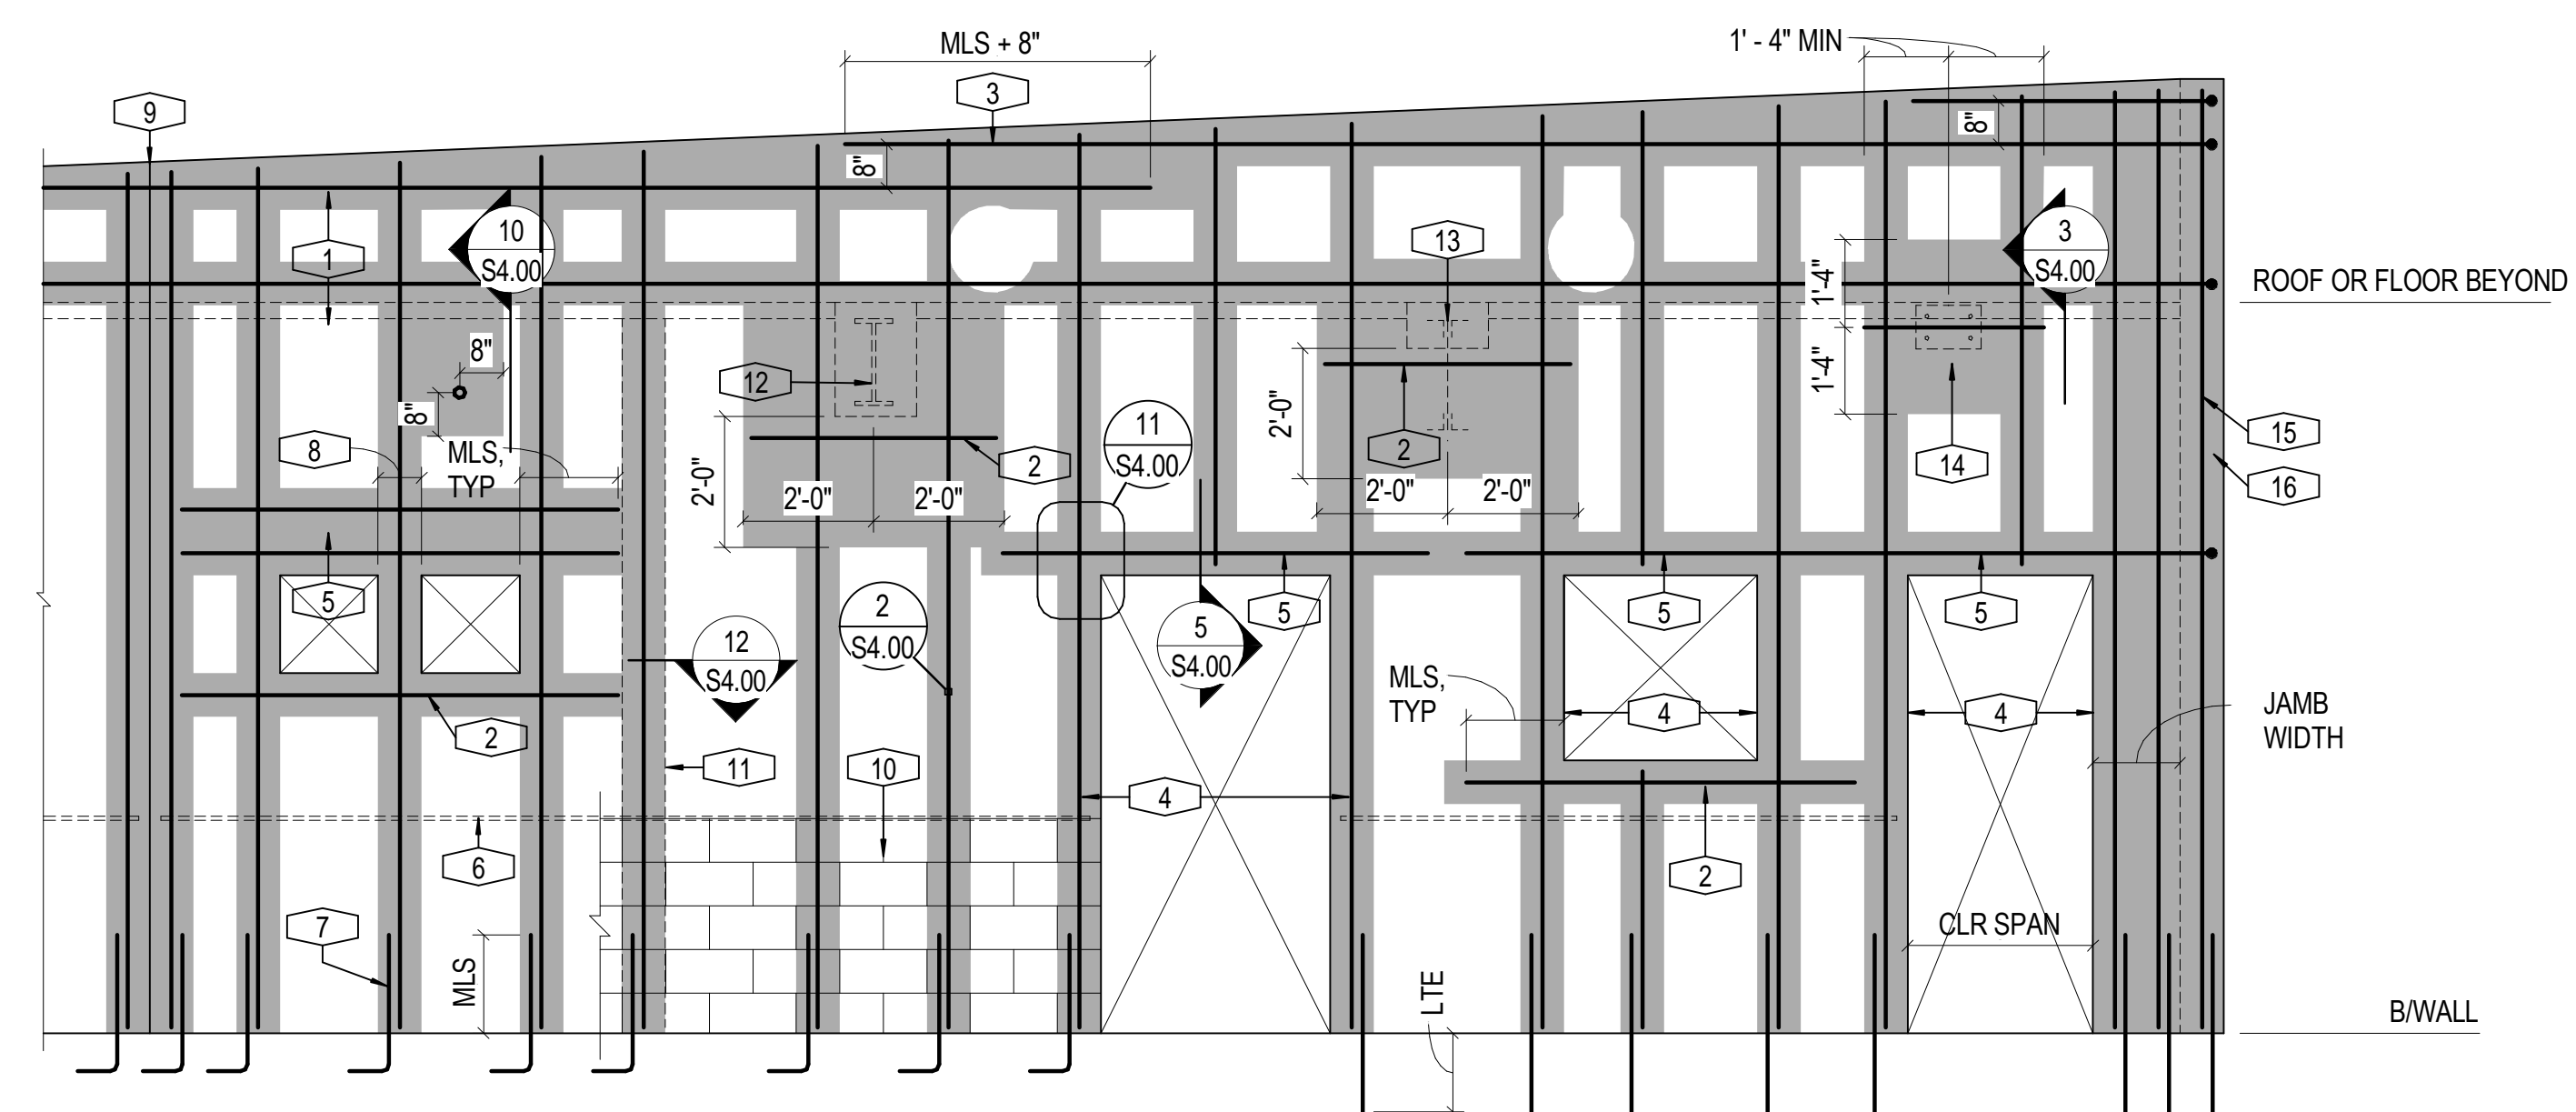 MLS + 8"
1' - 4" MIN
3
9
8"
8"
10
S4.00
1
13
3
S4.00
1'-4"
ROOF OR FLOOR BEYOND
8"
12
1'-4"
8"
2'-0"
11
S4.00
15
8
MLS,
TYP
2
2
14
16
2'-0"
2'-0"
2'-0"
2'-0"
2'-0"
5
5
5
5
2
S4.00
12
S4.00
5
S4.00
MLS,
TYP
4
4
JAMB
WIDTH
2
11
10
4
6
2
7
CLR SPAN
MLS
LTE
B/WALL